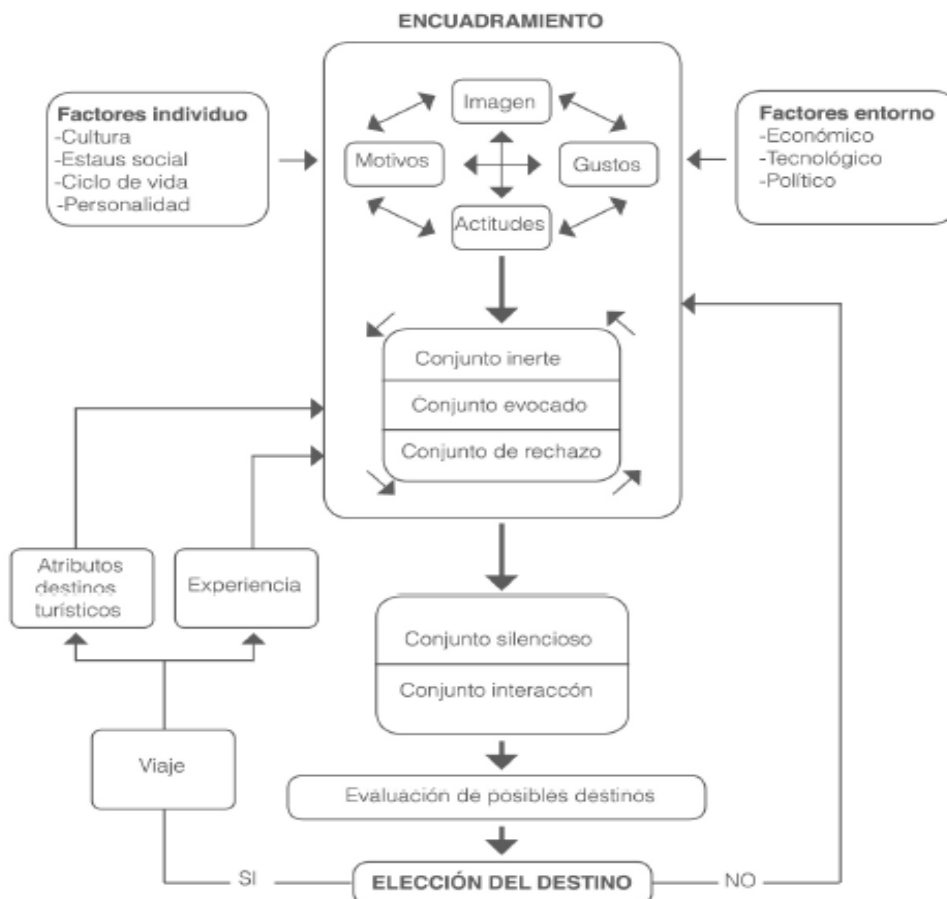 ENCUADRAMIENTO
Factores individuo
-Cultura
-Estaus social
-Ciclo de vida
-Personalidad
Imagen
Motivos
Gustos
Actitudes
Factores entorno
-Económico
-Tecnológico
-Político
Conjunto inerte
Conjunto evocado
Conjunto de rechazo
Atributos
destinos
turísticos
Experiencia
Conjunto silencioso
Conjunto interaccón
Viaje
Evaluación de posibles destinos
SI
ELECCIÓN DEL DESTINO
NO